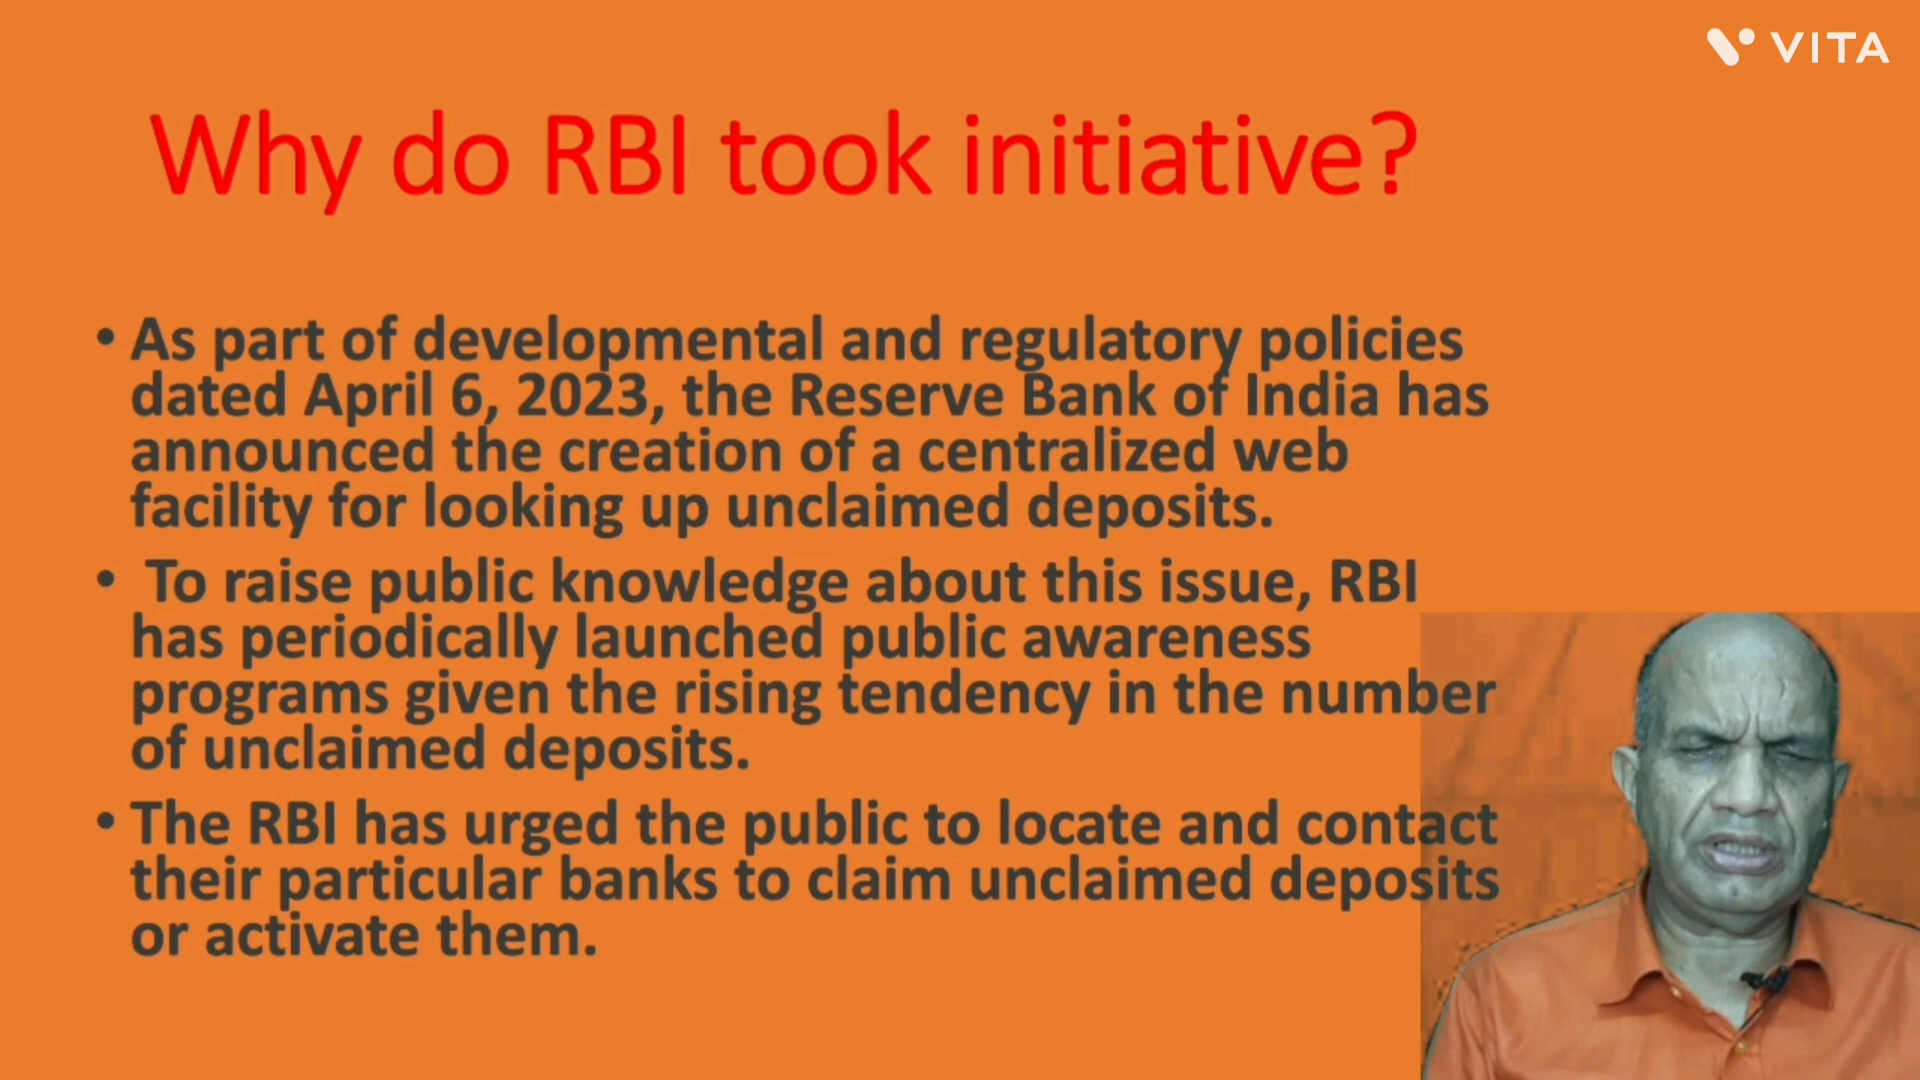 VITA
Why do RBI took initiative?
• As part of developmental and regulatory policies
dated April 6, 2023, the Reserve Bank of India has
announced the creation of a centralized web
facility for looking up unclaimed deposits.
• To raise public knowledge about this issue, RBI
has periodically launched public awareness
programs given the rising tendency in the number
of unclaimed deposits.
• The RBI has urged the public to locate and contact
their particular banks to claim unclaimed deposits
or activate them.